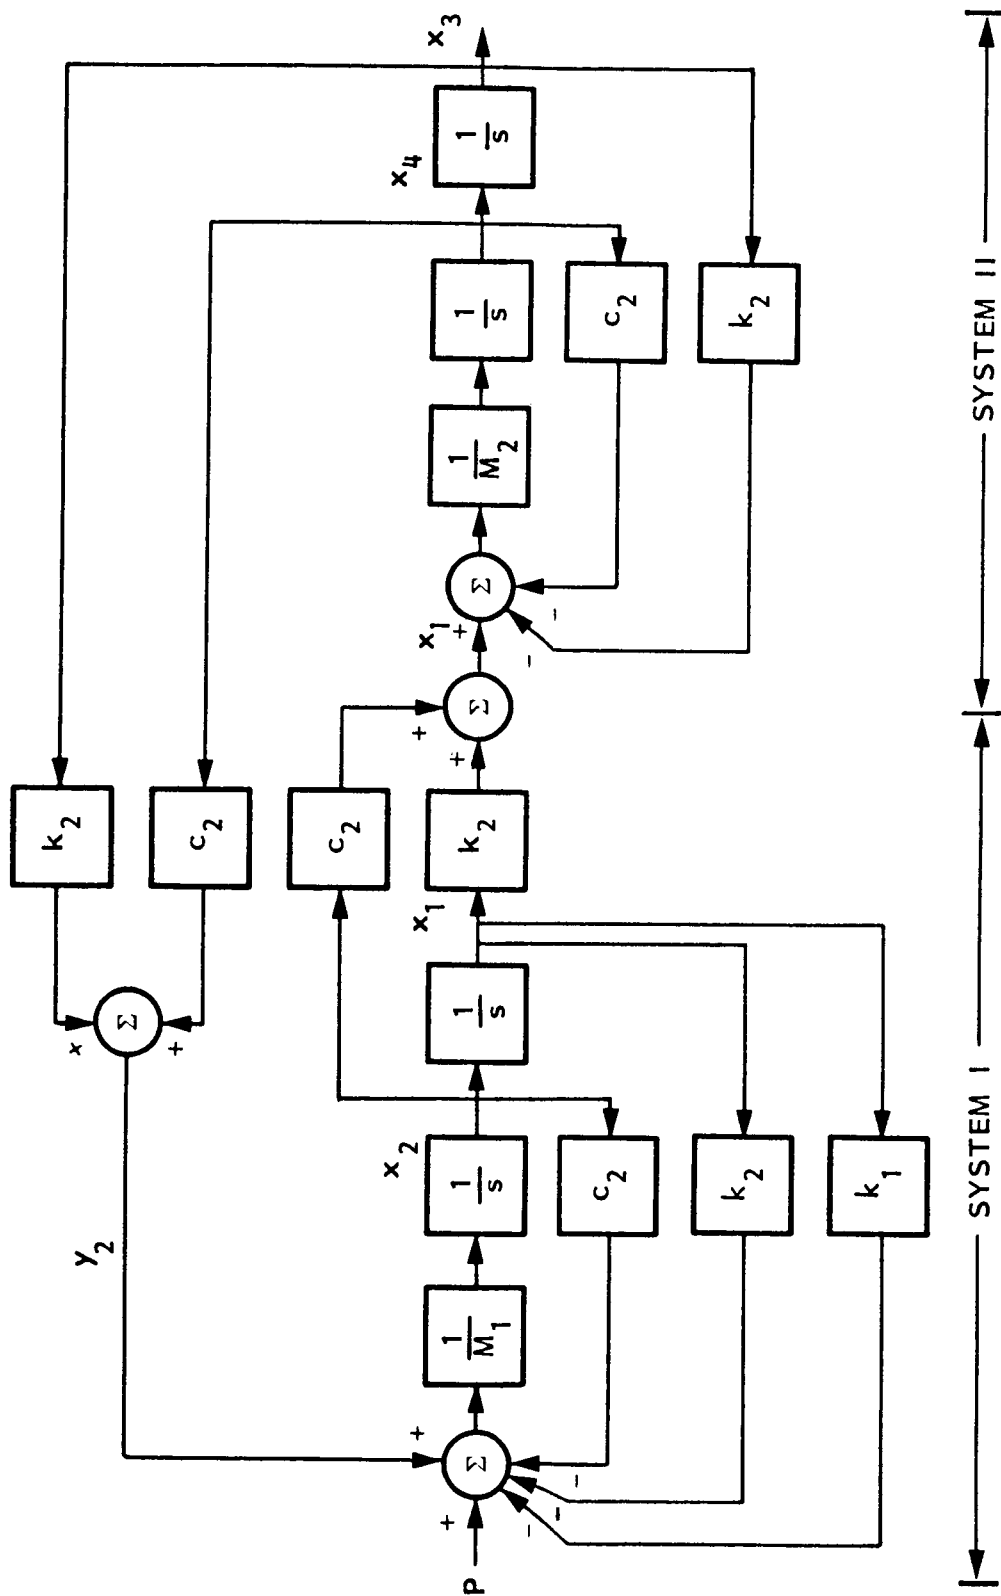 k2
x
Σ
+
c2
y2
c2
+
P
+
+
Σ
-
-
-
1/M1
1/s
x2
1/s
x1
k2
+
Σ
x1
+
Σ
-
-
1/M2
1/s
x4
1/s
x3
c2
k2
k1
c2
k2
SYSTEM I
SYSTEM II